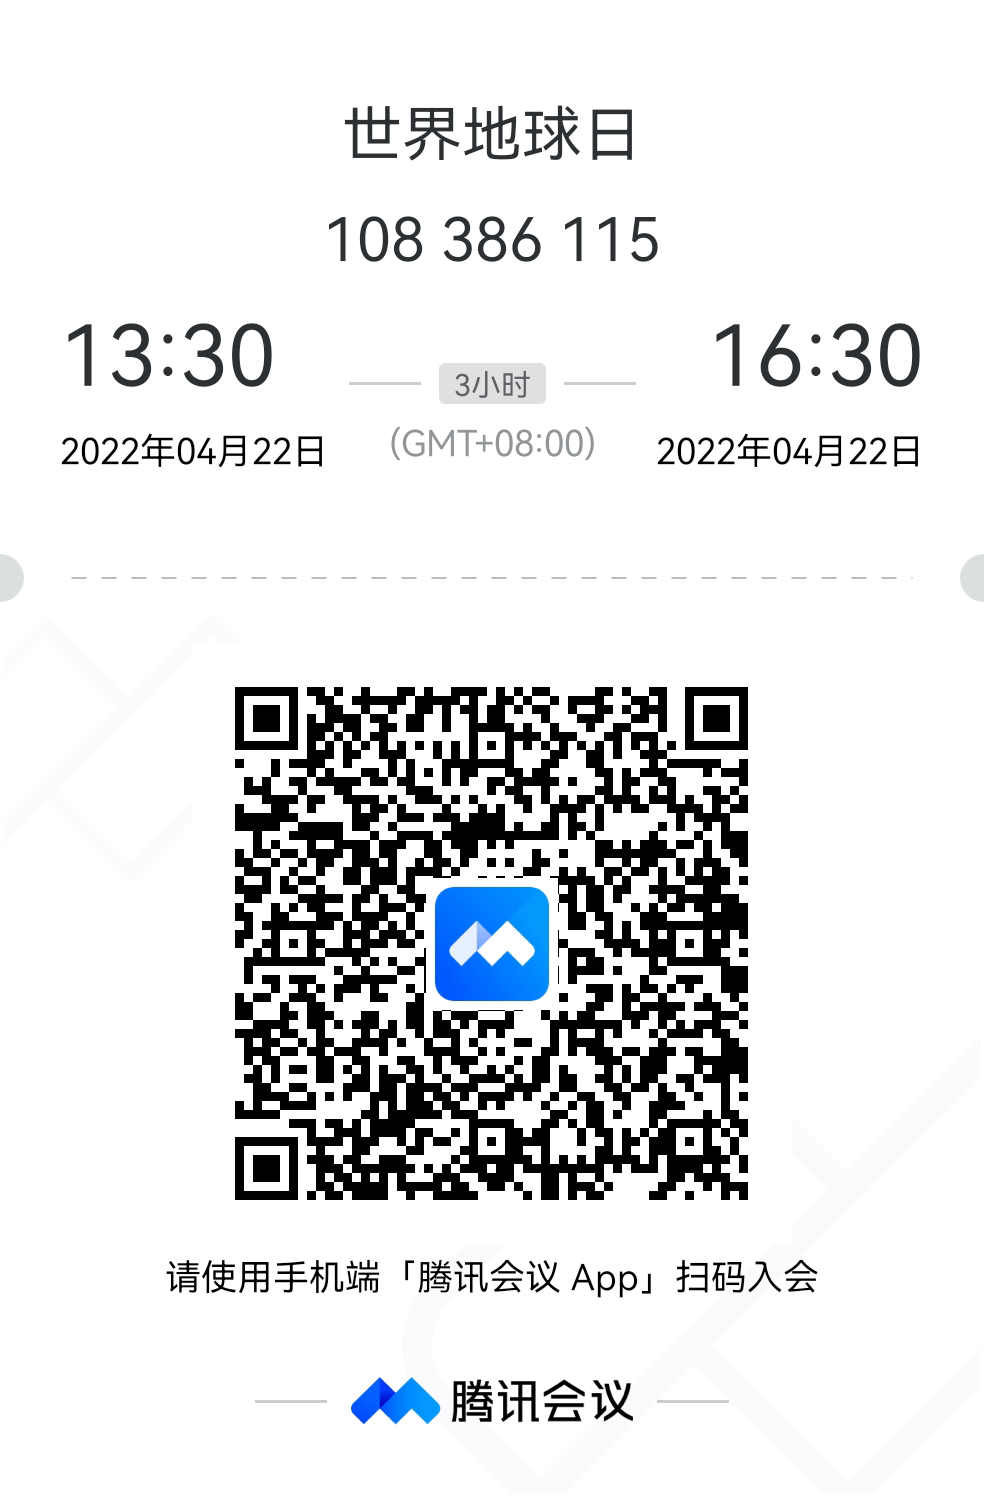 世界地球日
108 386 115
13:30
3小时
16:30
2022年04月22日
(GMT+08:00)
2022年04月22日
请使用手机端「腾讯会议 App」扫码入会
腾讯会议